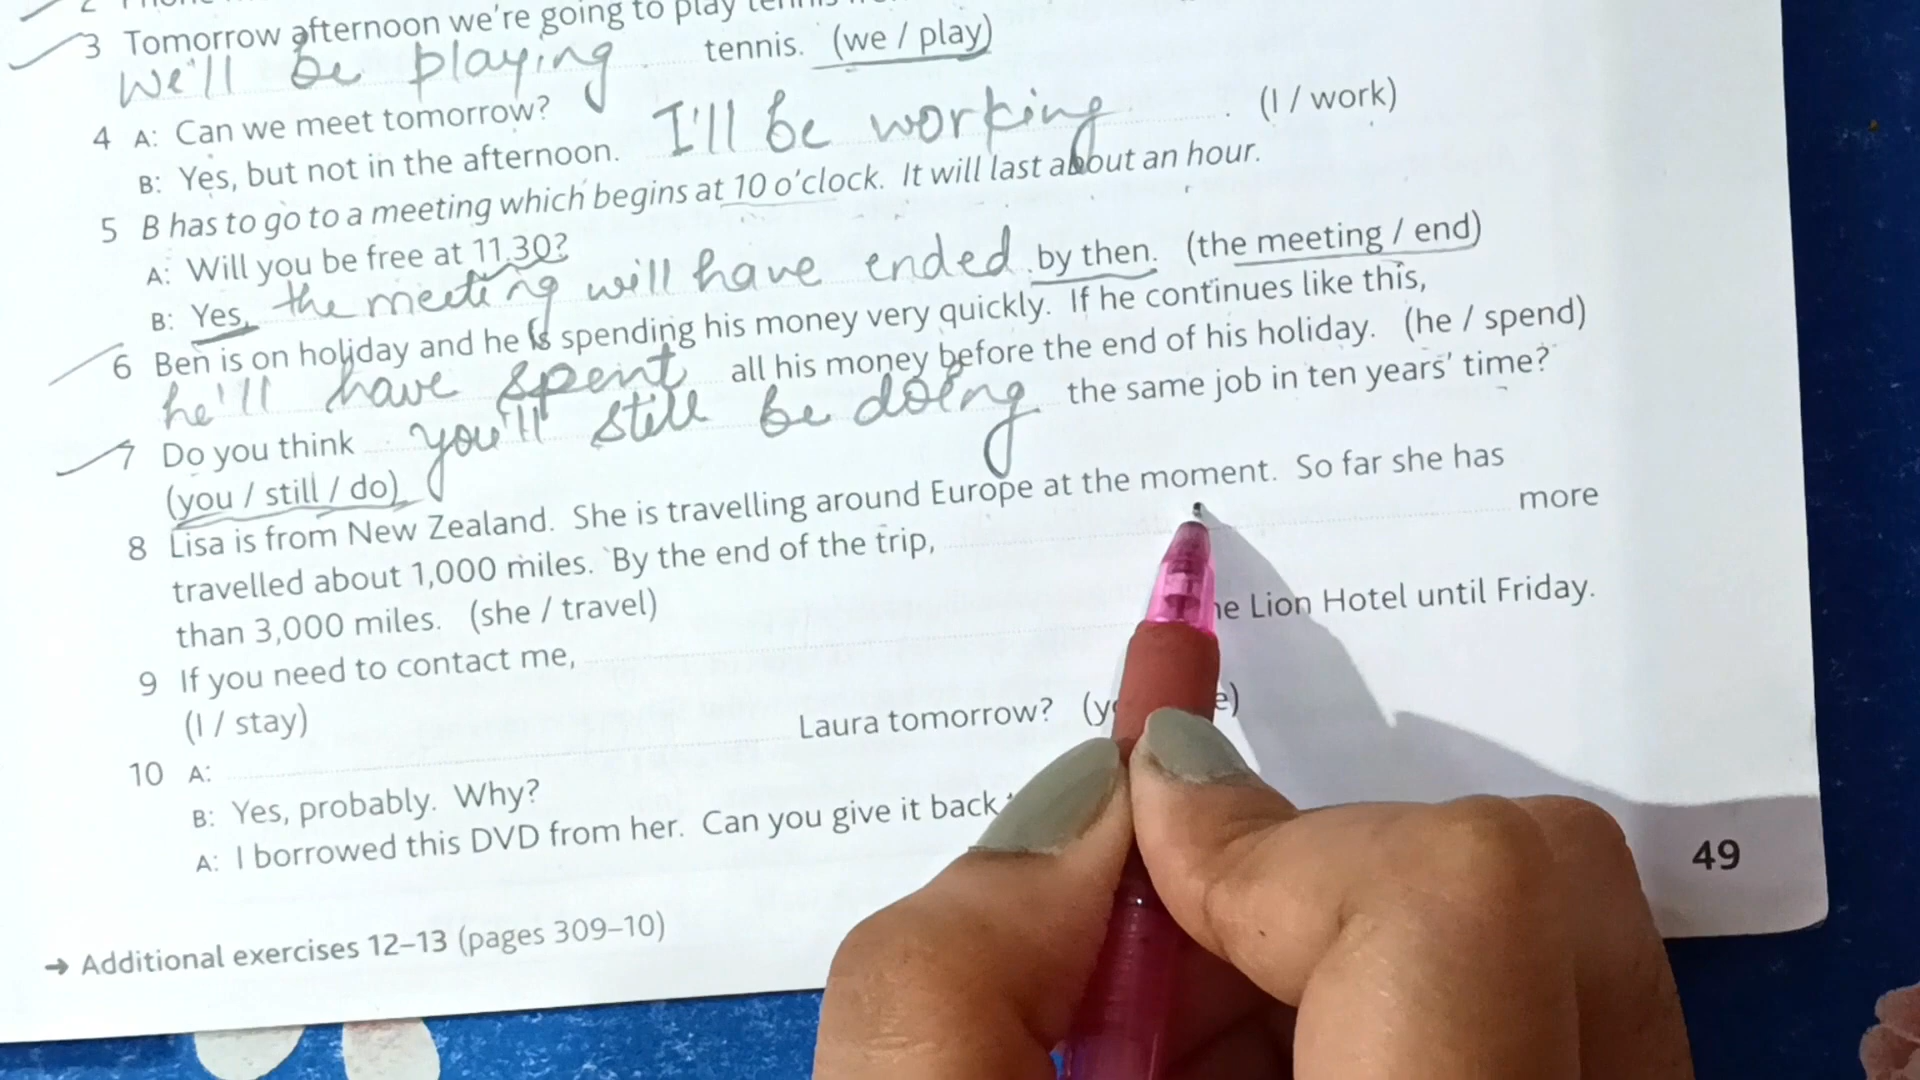 3 Tomorrow afternoon we're going to play tennis
we'll be playing tennis. (we / play)
4 A: Can we meet tomorrow?
B: Yes, but not in the afternoon. I'll be working . (I / work)
5 B has to go to a meeting which begins at 10 o'clock. It will last about an hour.
A: Will you be free at 11.30?
B: Yes, the meeting will have ended by then. (the meeting / end)
6 Ben is on holiday and he is spending his money very quickly. If he continues like this,
he'll have spent all his money before the end of his holiday. (he / spend)
7 Do you think you'll still be doing the same job in ten years' time?
(you / still / do)
8 Lisa is from New Zealand. She is travelling around Europe at the moment. So far she has
travelled about 1,000 miles. By the end of the trip, more
than 3,000 miles. (she / travel)
9 If you need to contact me, he Lion Hotel until Friday.
(I / stay)
10 A: Laura tomorrow? (y e)
B: Yes, probably. Why?
A: I borrowed this DVD from her. Can you give it back
49
→ Additional exercises 12–13 (pages 309–10)